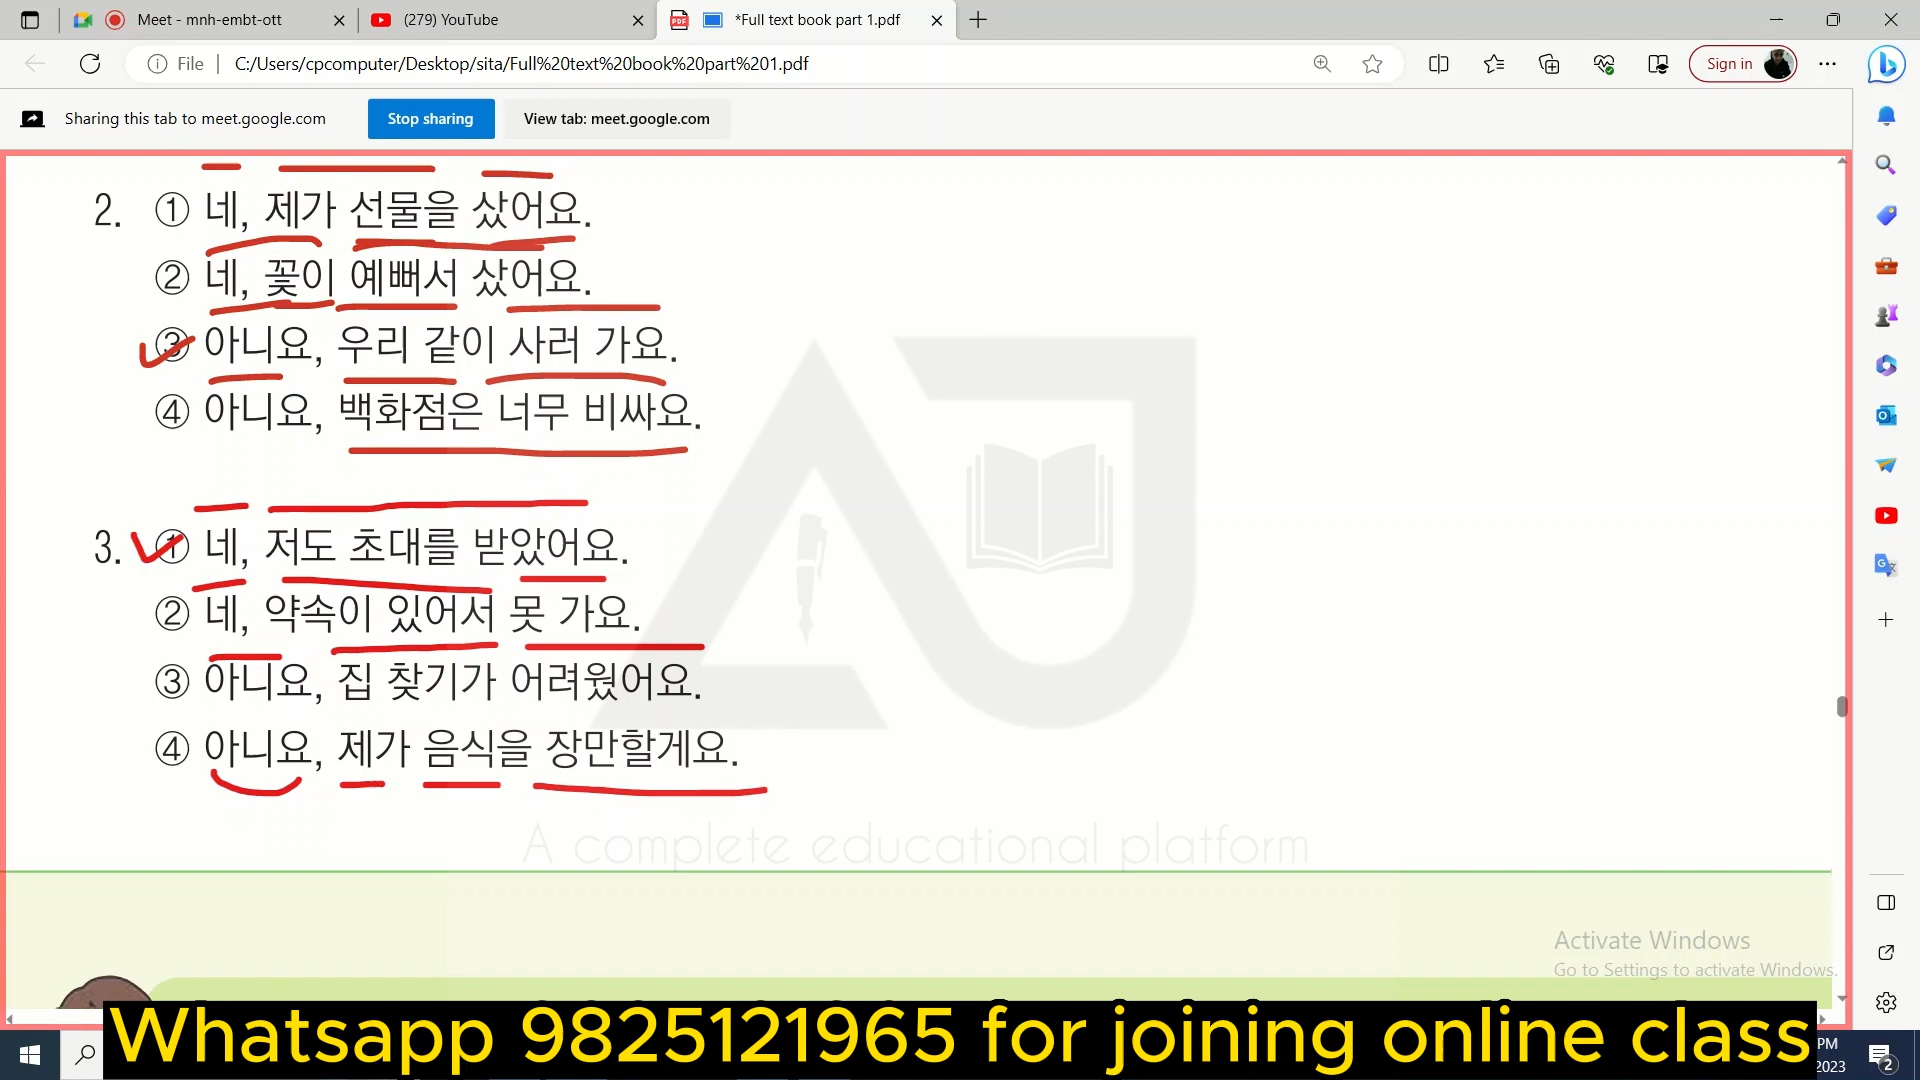 Meet - mnh-embt-ott
(279) YouTube
*Full text book part 1.pdf
File
C:/Users/cpcomputer/Desktop/sita/Full%20text%20book%20part%201.pdf
Sign in
Sharing this tab to meet.google.com
Stop sharing
View tab: meet.google.com
2. ① 네, 제가 선물을 샀어요.
② 네, 꽃이 예뻐서 샀어요.
③ 아니요, 우리 같이 사러 가요.
④ 아니요, 백화점은 너무 비싸요.
3. ① 네, 저도 초대를 받았어요.
② 네, 약속이 있어서 못 가요.
③ 아니요, 집 찾기가 어려웠어요.
④ 아니요, 제가 음식을 장만할게요.
AJ
A complete educational platform
Activate Windows
Go to Settings to activate Windows.
Whatsapp 9825121965 for joining online class
PM
2023
2